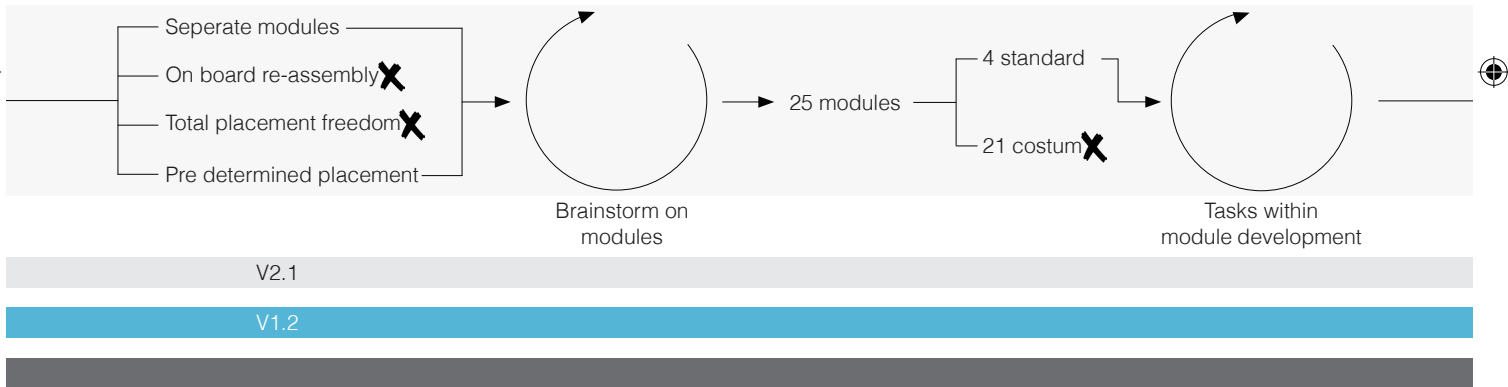 Seperate modules
On board re-assembly
Total placement freedom
Pre determined placement
Brainstorm on
modules
25 modules
4 standard
21 costum
Tasks within
module development
V2.1
V1.2